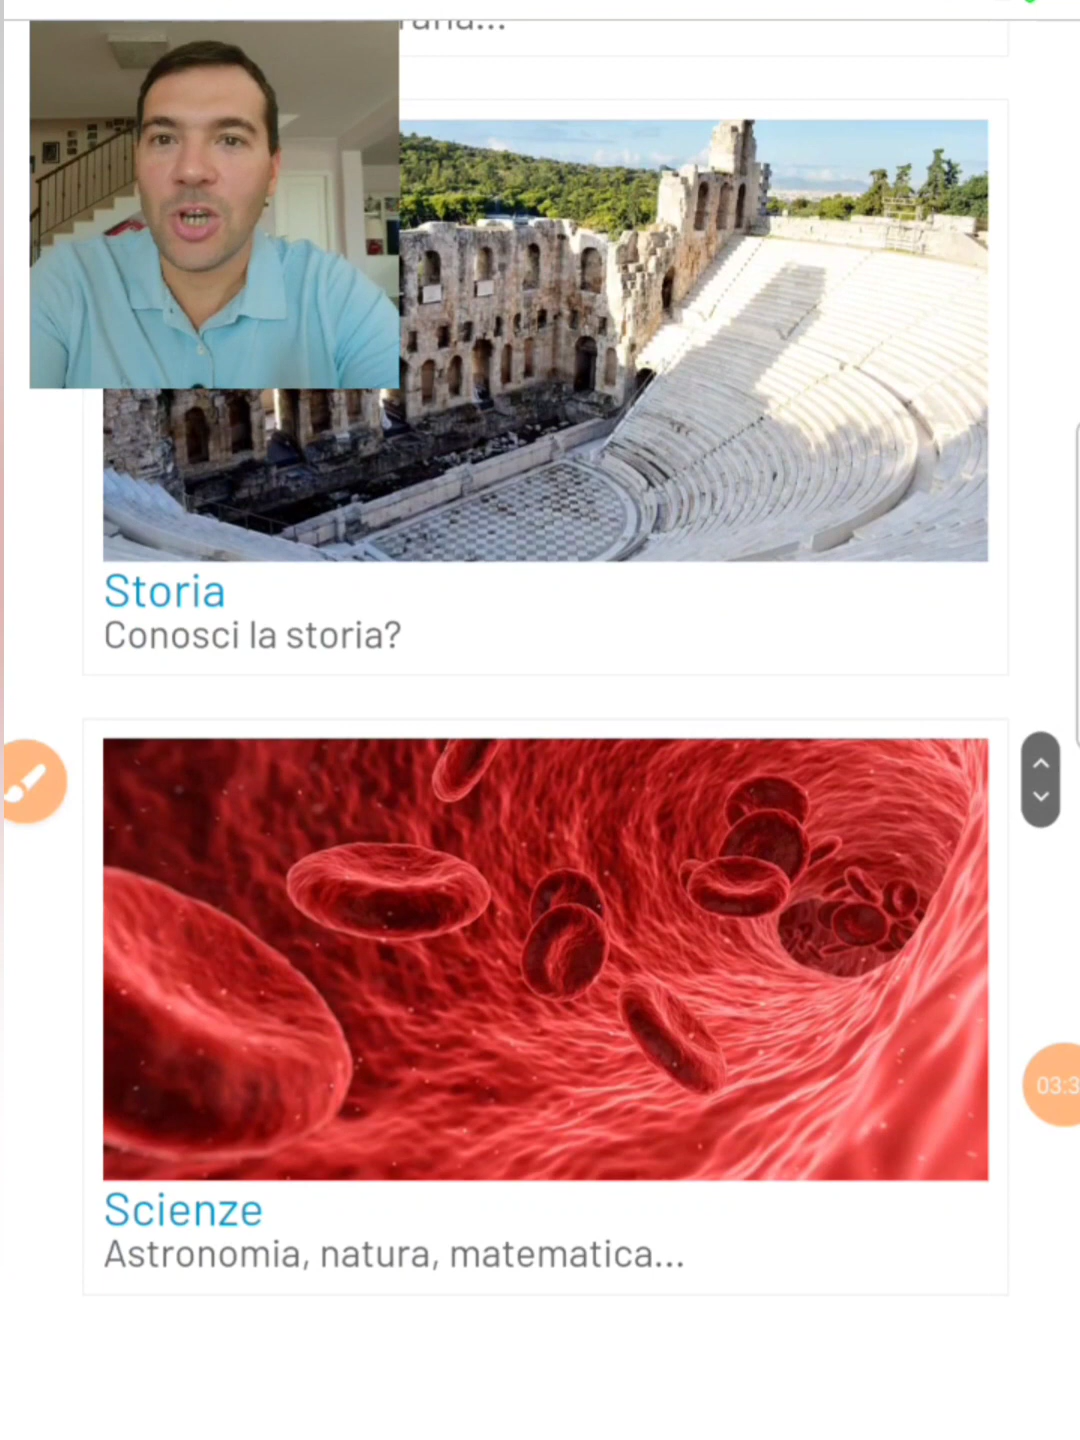 Storia
Conosci la storia?
Scienze
Astronomia, natura, matematica...